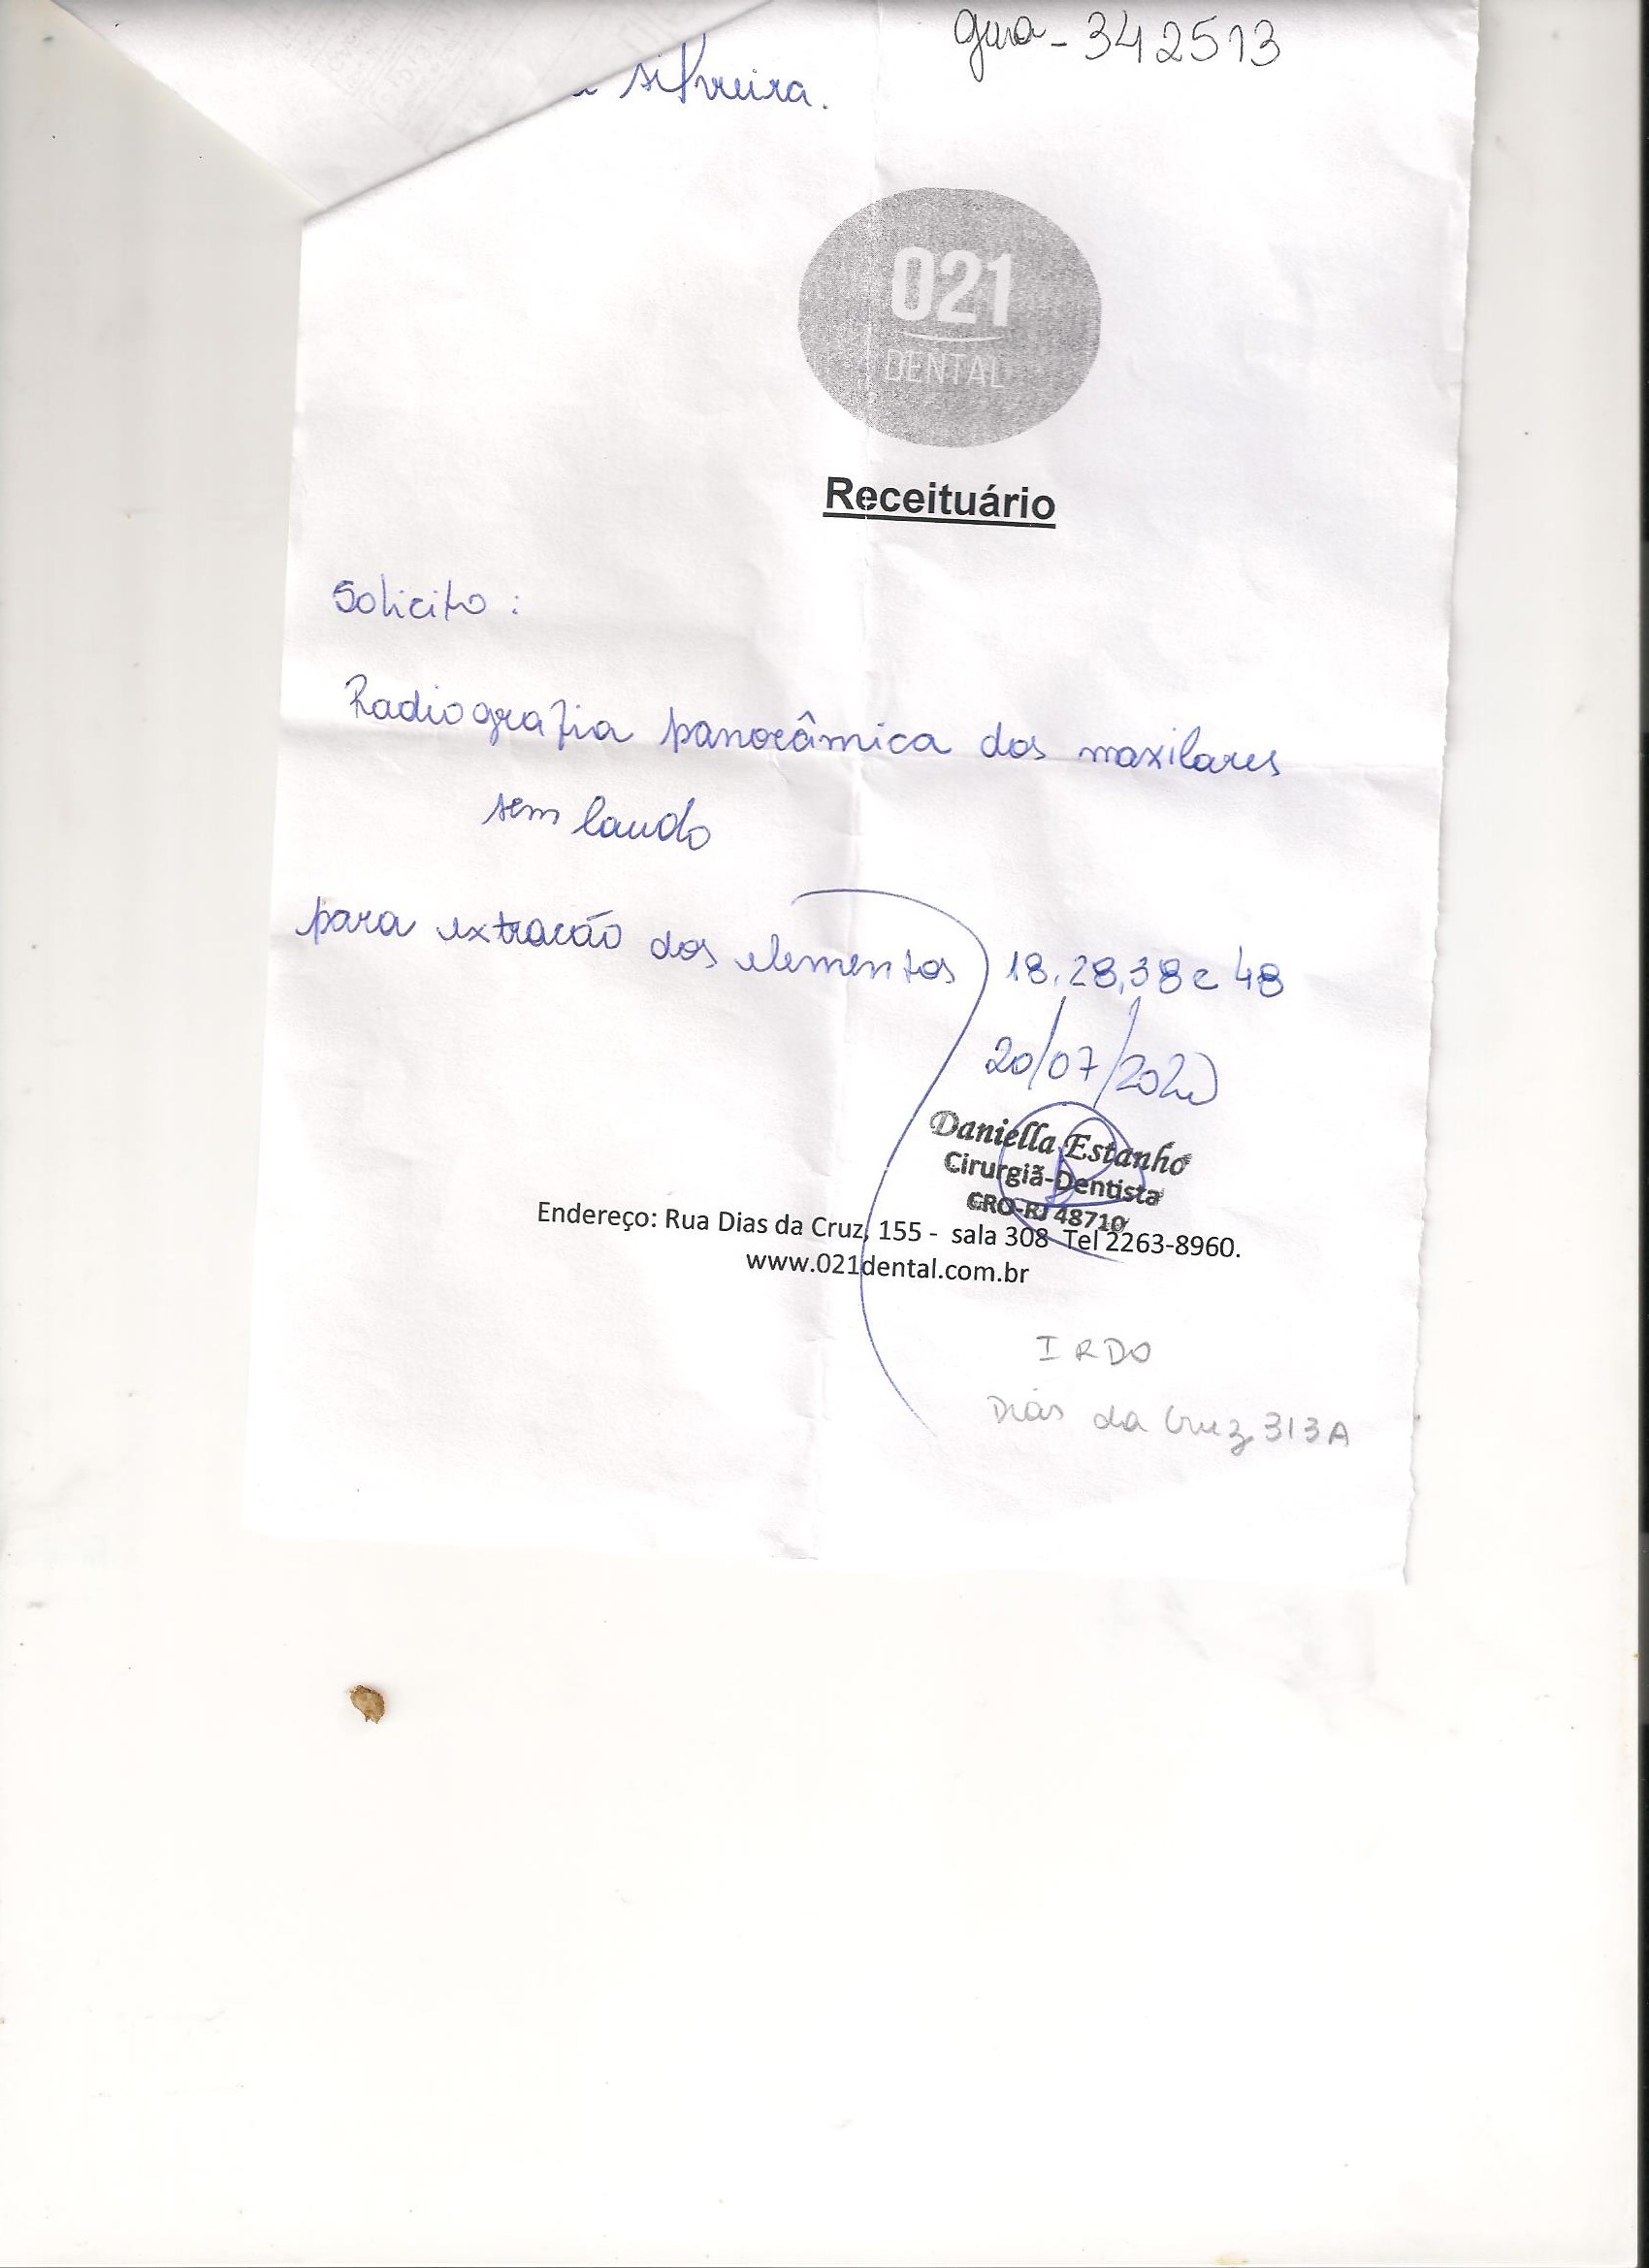 guia - 342513
silveira.
021
DENTAL
Receituário
Solicito :
Radiografia panorâmica dos maxilares
sem laudo
para extracão dos elementos 18, 28, 38 e 48
20/07/2020
Daniella Estanho
Cirurgiã-Dentista
CRO-RJ 48710
Endereço: Rua Dias da Cruz, 155 - sala 308 Tel 2263-8960.
www.021dental.com.br
IRDO
Dias da Cruz 313A